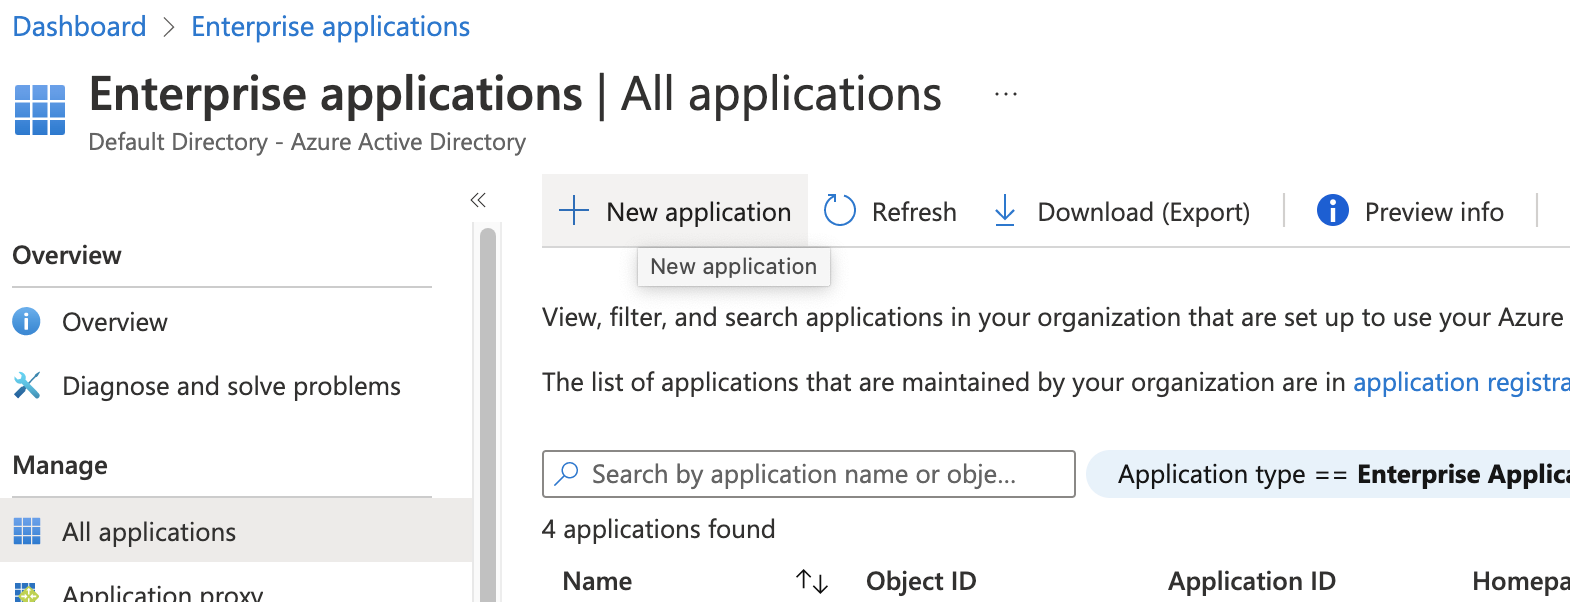 Dashboard > Enterprise applications
Enterprise applications | All applications ...
Default Directory - Azure Active Directory
«
New application
Refresh
Download (Export)
Preview info
New application
Overview
Overview
Diagnose and solve problems
Manage
All applications
Application proxy
View, filter, and search applications in your organization that are set up to use your Azure
The list of applications that are maintained by your organization are in application registra
Search by application name or obje...
Application type == Enterprise Applica
4 applications found
Name
Object ID
Application ID
Homepa